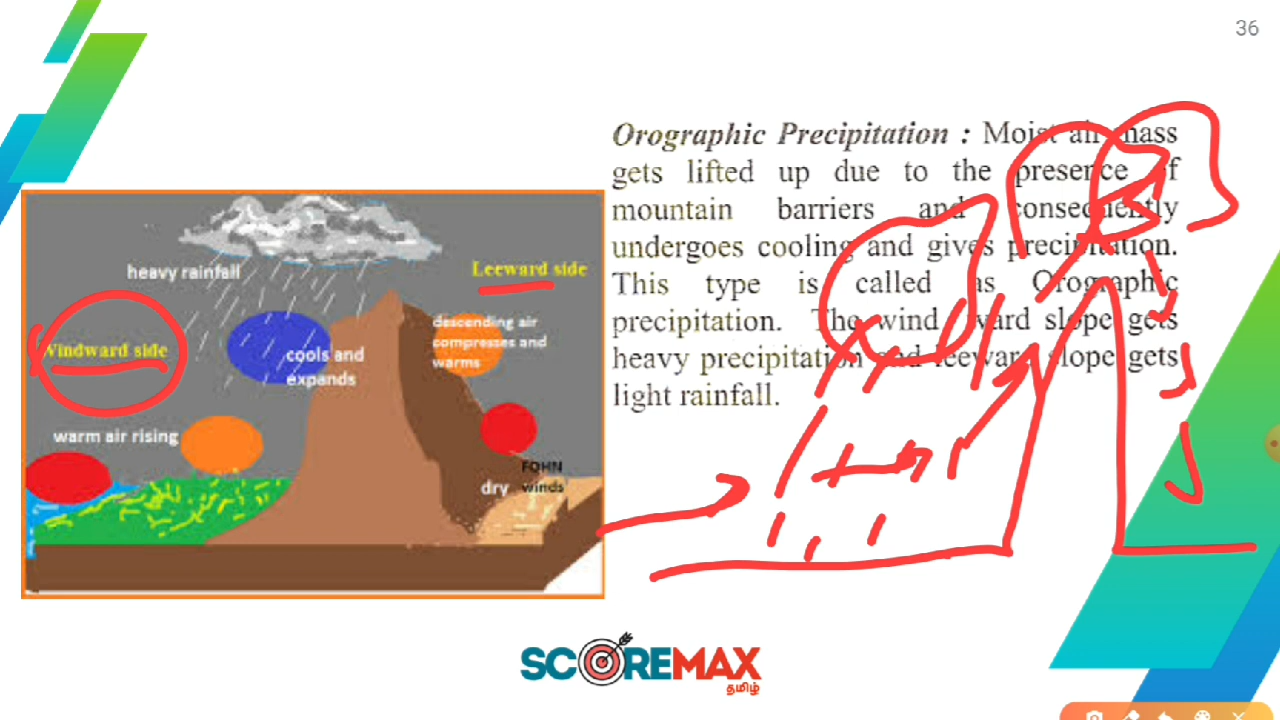 36
Orographic Precipitation : Moist air mass
gets lifted up due to the presence of
mountain barriers and consequently
undergoes cooling and gives precipitation.
This type is called as Orographic
precipitation. The wind ward slope gets
heavy precipitation and leeward slope gets
light rainfall.
heavy rainfall
Leeward side
Windward side
descending air
compresses and
warms
cools and
expands
warm air rising
FOHN
winds
dry
SCOREMAX
தமிழ்